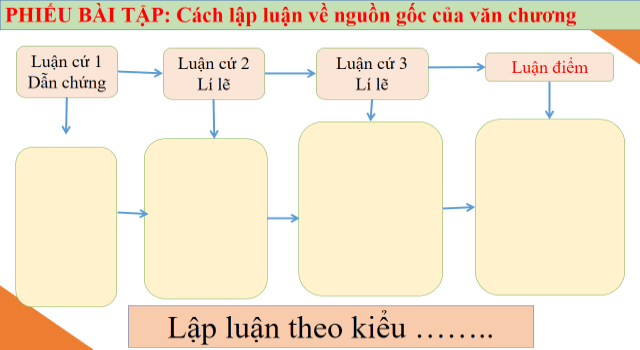 PHIẾU BÀI TẬP: Cách lập luận về nguồn gốc của văn chương
Luận cứ 1
Dẫn chứng
Luận cứ 2
Lí lẽ
Luận cứ 3
Lí lẽ
Luận điểm
Lập luận theo kiểu ……..